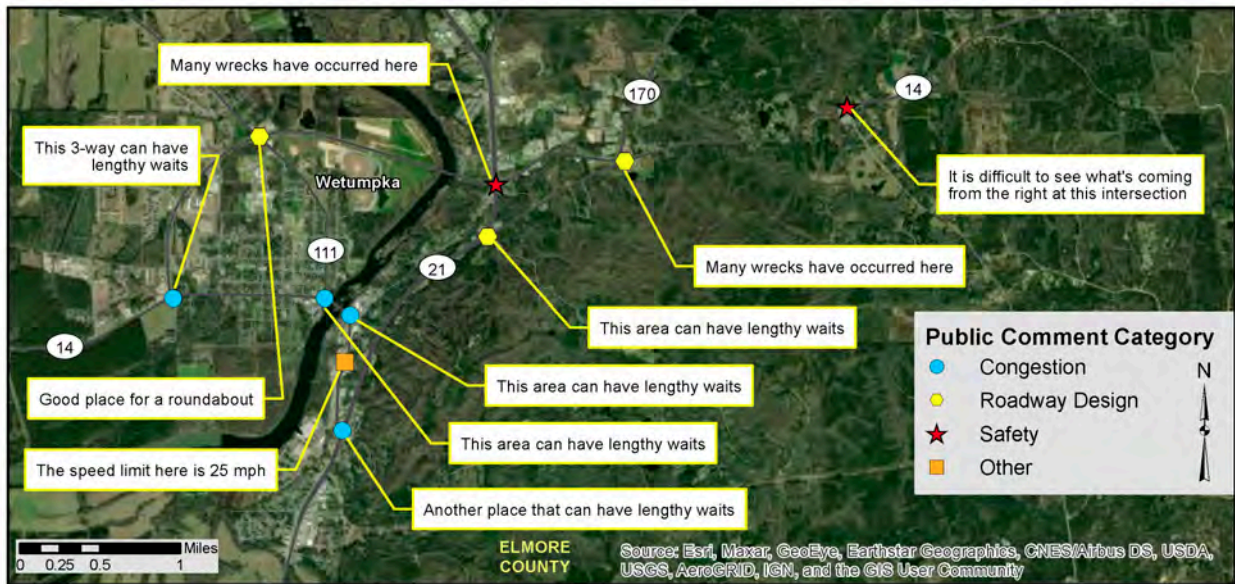 Many wrecks have occurred here
170
14
This 3-way can have
lengthy waits
Wetumpka
It is difficult to see what's coming
from the right at this intersection
111
21
Many wrecks have occurred here
This area can have lengthy waits
14
Good place for a roundabout
This area can have lengthy waits
This area can have lengthy waits
The speed limit here is 25 mph
Another place that can have lengthy waits
Public Comment Category
Congestion
Roadway Design
Safety
Other
N
Miles
0 0.25 0.5 1
ELMORE
COUNTY
Source: Esri, Maxar, GeoEye, Earthstar Geographics, CNES/Airbus DS, USDA,
USGS, AeroGRID, IGN, and the GIS User Community